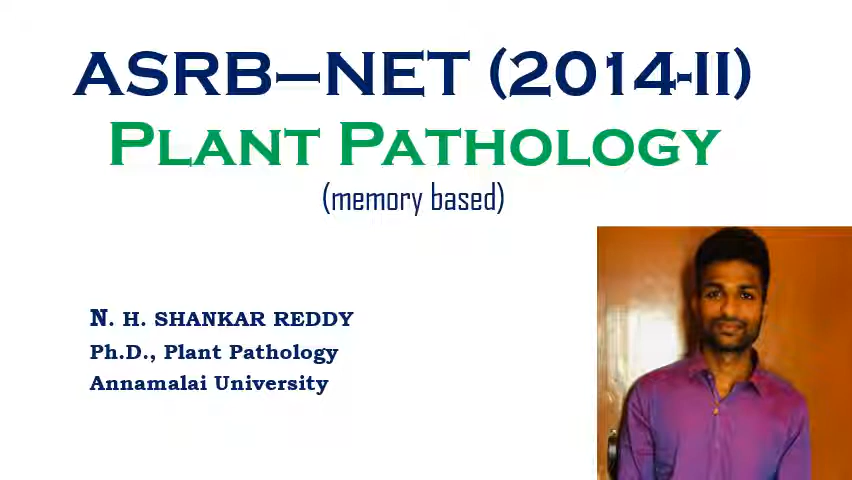 ASRB—NET (2014-II)
PLANT PATHOLOGY
(memory based)
N. H. SHANKAR REDDY
Ph.D., Plant Pathology
Annamalai University